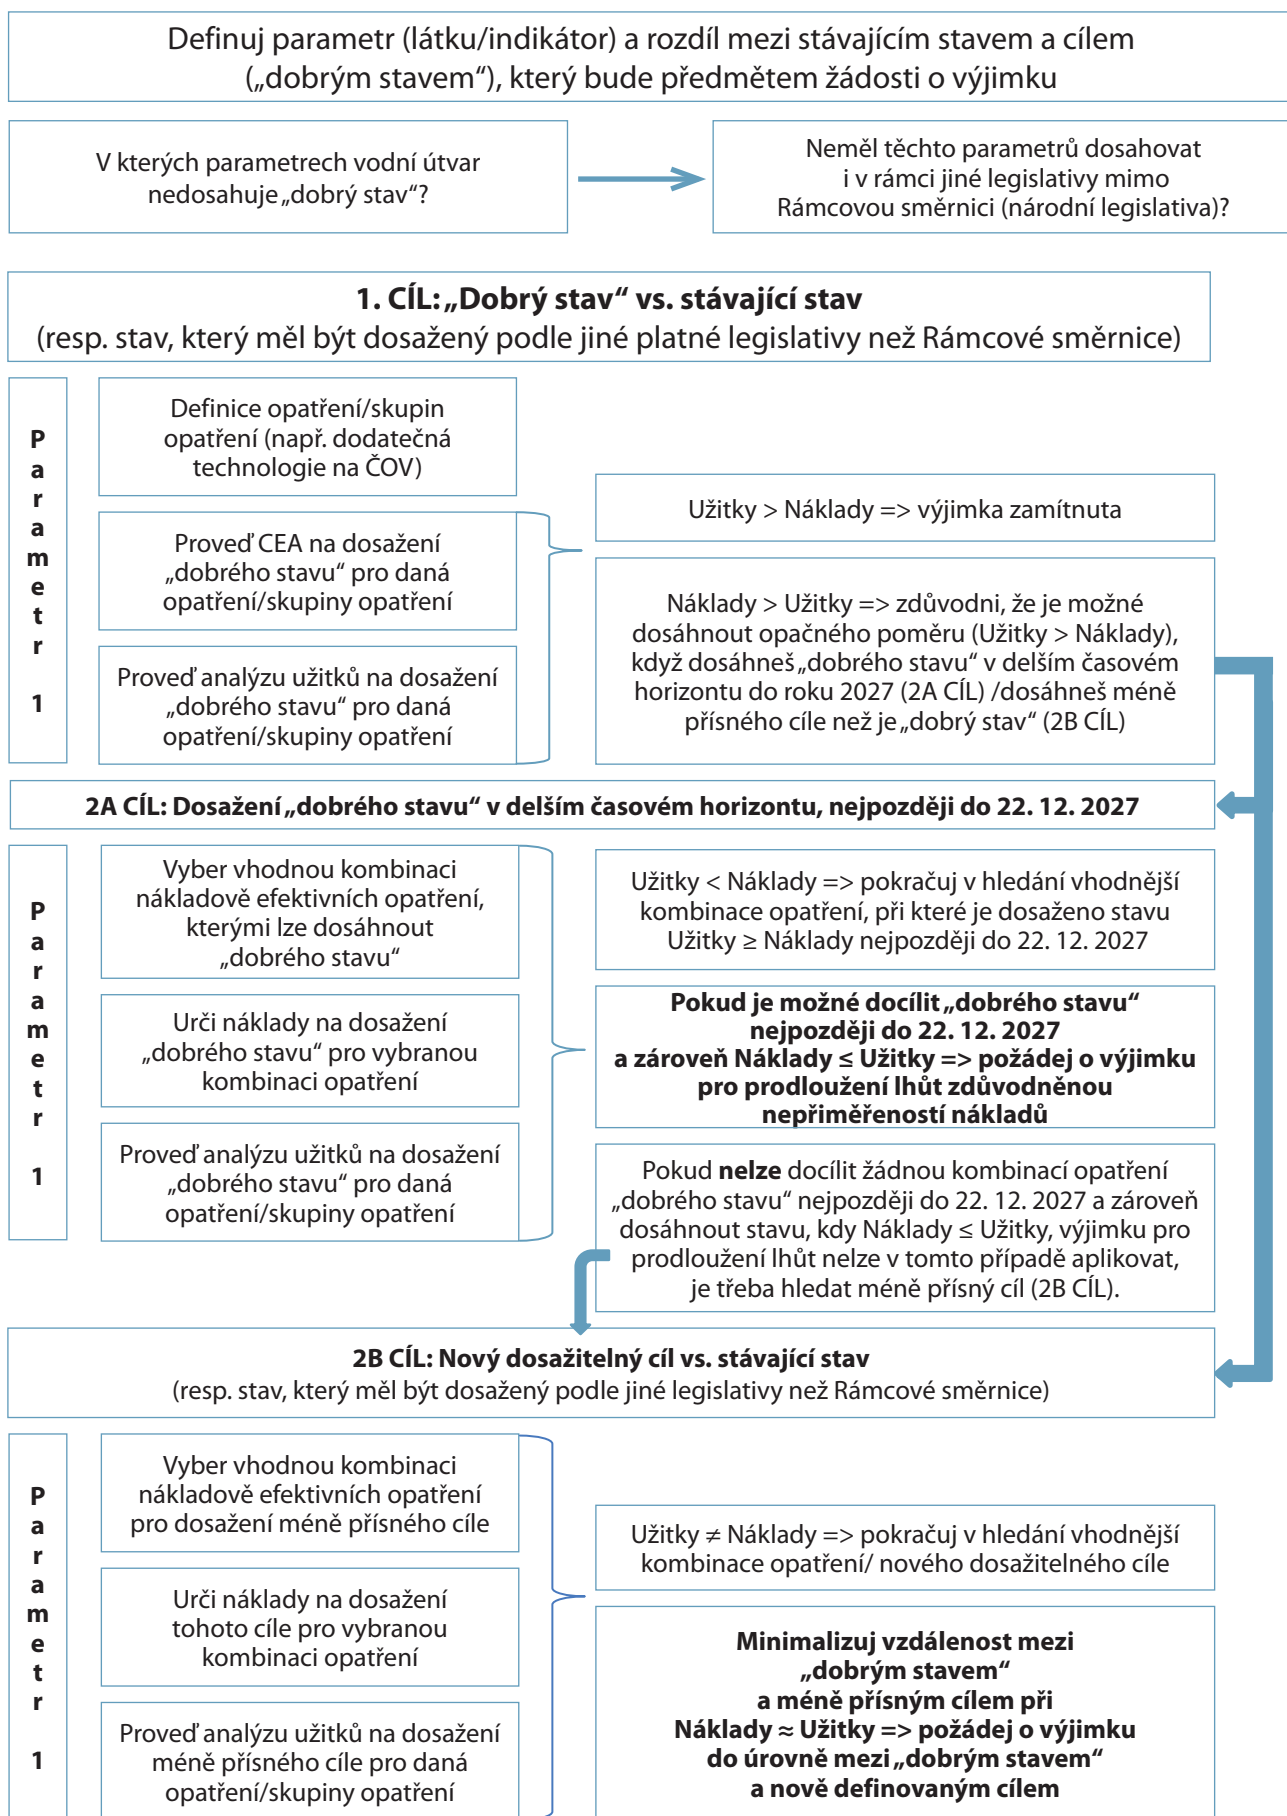 Definuj parametr (látku/indikátor) a rozdíl mezi stávajícím stavem a cílem
(„dobrým stavem“), který bude předmětem žádosti o výjimku
V kterých parametrech vodní útvar
nedosahuje „dobrý stav“?
Neměl těchto parametrů dosahovat
i v rámci jiné legislativy mimo
Rámcovou směrnici (národní legislativa)?
1. CÍL: „Dobrý stav“ vs. stávající stav
(resp. stav, který měl být dosažený podle jiné platné legislativy než Rámcové směrnice)
Parametr 1
Definice opatření/skupin
opatření (např. dodatečná
technologie na ČOV)
Proveď CEA na dosažení
„dobrého stavu“ pro daná
opatření/skupiny opatření
Proveď analýzu užitků na dosažení
„dobrého stavu“ pro daná
opatření/skupiny opatření
Užitky > Náklady => výjimka zamítnuta
Náklady > Užitky => zdůvodni, že je možné
dosáhnout opačného poměru (Užitky > Náklady),
když dosáhneš „dobrého stavu“ v delším časovém
horizontu do roku 2027 (2A CÍL) /dosáhneš méně
přísného cíle než je „dobrý stav“ (2B CÍL)
2A CÍL: Dosažení „dobrého stavu“ v delším časovém horizontu, nejpozději do 22. 12. 2027
Parametr 1
Vyber vhodnou kombinaci
nákladově efektivních opatření,
kterými lze dosáhnout
„dobrého stavu“
Urči náklady na dosažení
„dobrého stavu“ pro vybranou
kombinaci opatření
Proveď analýzu užitků na dosažení
„dobrého stavu“ pro daná
opatření/skupiny opatření
Užitky < Náklady => pokračuj v hledání vhodnější
kombinace opatření, při které je dosaženo stavu
Užitky ≥ Náklady nejpozději do 22. 12. 2027
Pokud je možné docílit „dobrého stavu“
nejpozději do 22. 12. 2027
a zároveň Náklady ≤ Užitky => požádej o výjimku
pro prodloužení lhůt zdůvodněnou
nepřiměřeností nákladů
Pokud nelze docílit žádnou kombinací opatření
„dobrého stavu“ nejpozději do 22. 12. 2027 a zároveň
dosáhnout stavu, kdy Náklady ≤ Užitky, výjimku pro
prodloužení lhůt nelze v tomto případě aplikovat,
je třeba hledat méně přísný cíl (2B CÍL).
2B CÍL: Nový dosažitelný cíl vs. stávající stav
(resp. stav, který měl být dosažený podle jiné legislativy než Rámcové směrnice)
Parametr 1
Vyber vhodnou kombinaci
nákladově efektivních opatření
pro dosažení méně přísného cíle
Urči náklady na dosažení
tohoto cíle pro vybranou
kombinaci opatření
Proveď analýzu užitků na dosažení
méně přísného cíle pro daná
opatření/skupiny opatření
Užitky ≠ Náklady => pokračuj v hledání vhodnější
kombinace opatření/ nového dosažitelného cíle
Minimalizuj vzdálenost mezi
„dobrým stavem“
a méně přísným cílem při
Náklady ≈ Užitky => požádej o výjimku
do úrovně mezi „dobrým stavem“
a nově definovaným cílem